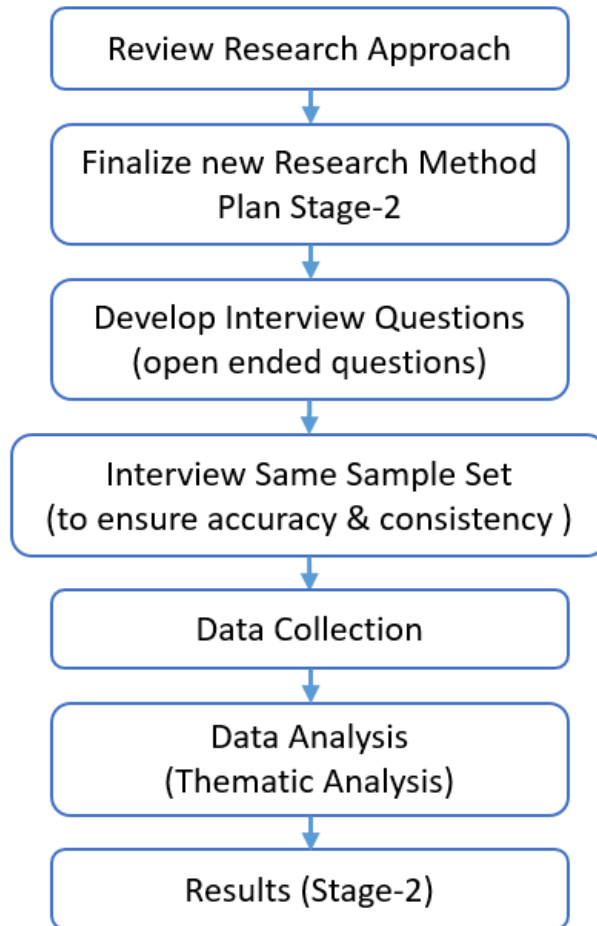 Review Research Approach
Finalize new Research Method
Plan Stage-2
Develop Interview Questions
(open ended questions)
Interview Same Sample Set
(to ensure accuracy & consistency )
Data Collection
Data Analysis
(Thematic Analysis)
Results (Stage-2)